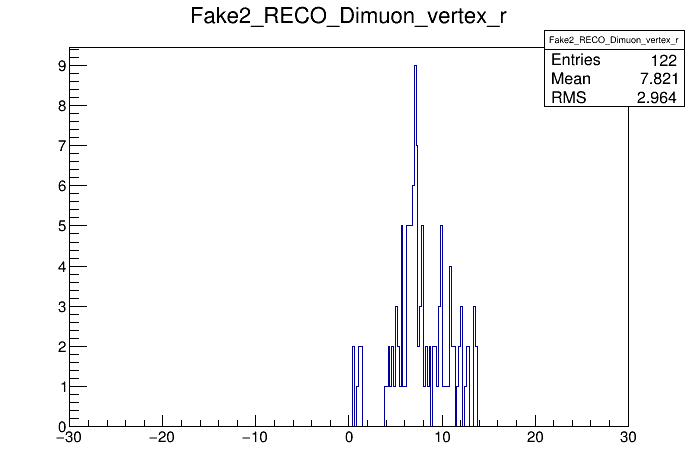 Fake2_RECO_Dimuon_vertex_r
Fake2_RECO_Dimuon_vertex_r
Entries 122
Mean 7.821
RMS 2.964
9
8
7
6
5
4
3
2
1
0
−30 −20 −10 0 10 20 30